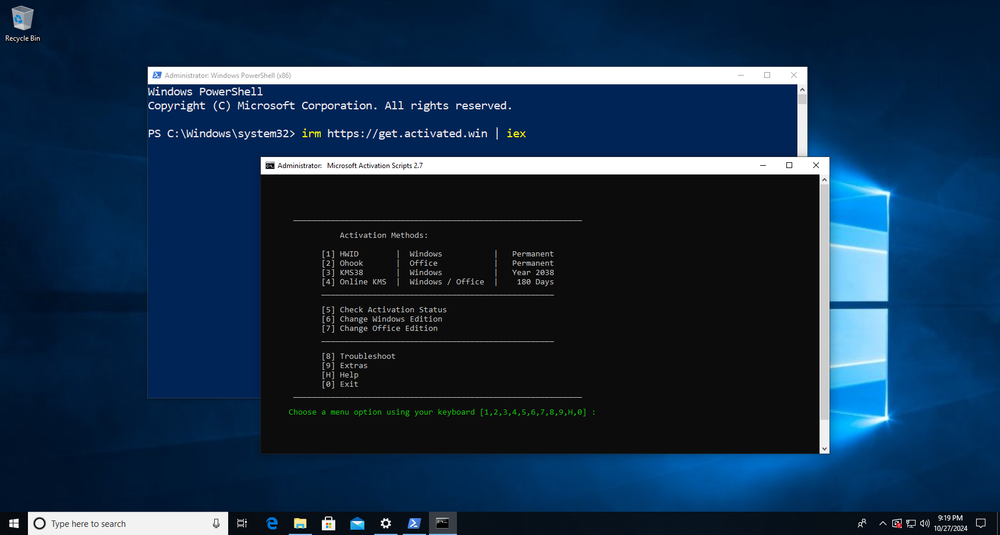 Recycle Bin
Administrator: Windows PowerShell (x86)
Windows PowerShell
Copyright (C) Microsoft Corporation. All rights reserved.
PS C:\Windows\system32> irm https://get.activated.win | iex
Administrator: Microsoft Activation Scripts 2.7
Activation Methods:
[1] HWID | Windows | Permanent
[2] Ohook | Office | Permanent
[3] KMS38 | Windows | Year 2038
[4] Online KMS | Windows / Office | 180 Days
[5] Check Activation Status
[6] Change Windows Edition
[7] Change Office Edition
[8] Troubleshoot
[9] Extras
[H] Help
[0] Exit
Choose a menu option using your keyboard [1,2,3,4,5,6,7,8,9,H,0] :
Type here to search
9:19 PM
10/27/2024